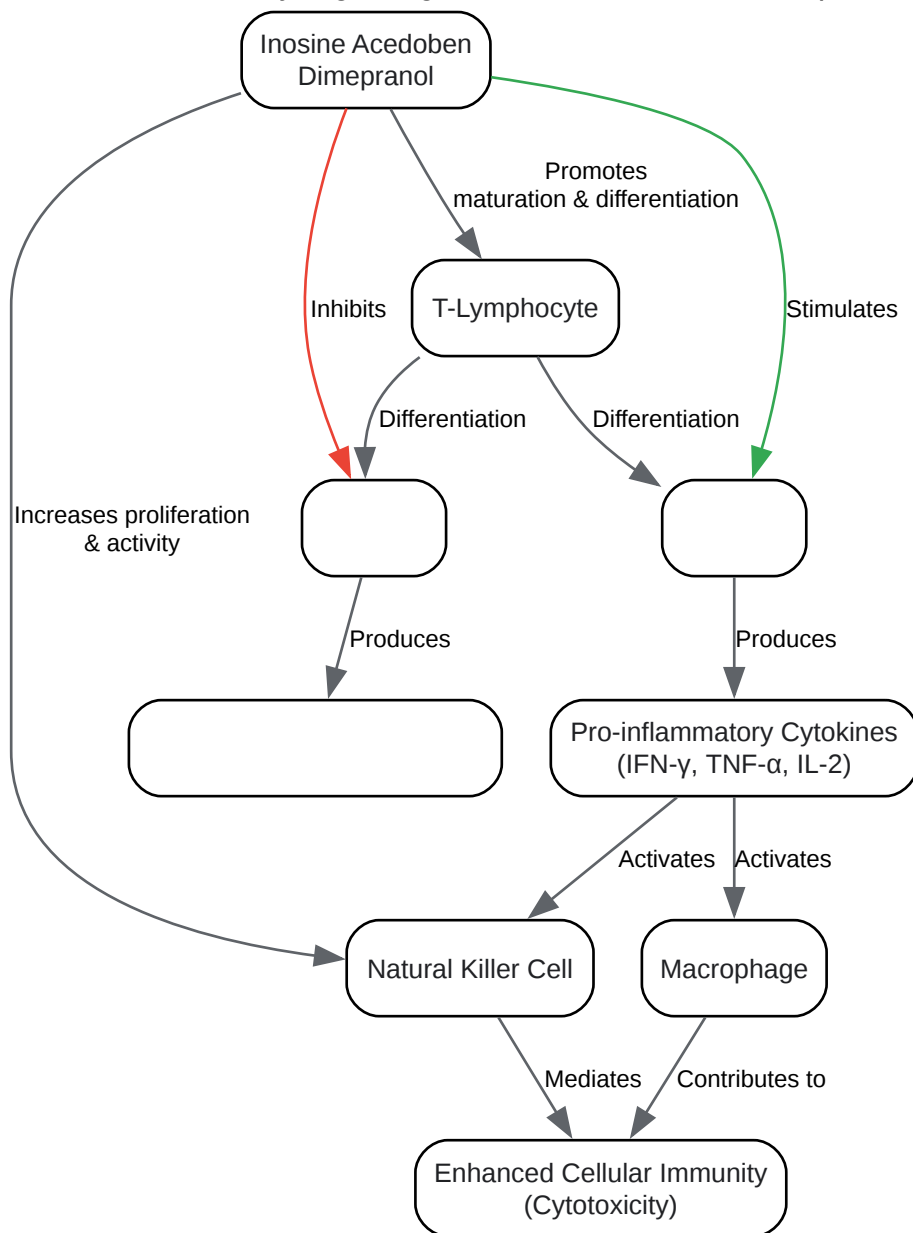 Inosine Acedoben
Dimepranol
Promotes
maturation & differentiation
Inhibits
T-Lymphocyte
Stimulates
Differentiation
Differentiation
Increases proliferation
& activity
Produces
Produces
Pro-inflammatory Cytokines
(IFN-γ, TNF-α, IL-2)
Activates
Activates
Natural Killer Cell
Macrophage
Mediates
Contributes to
Enhanced Cellular Immunity
(Cytotoxicity)